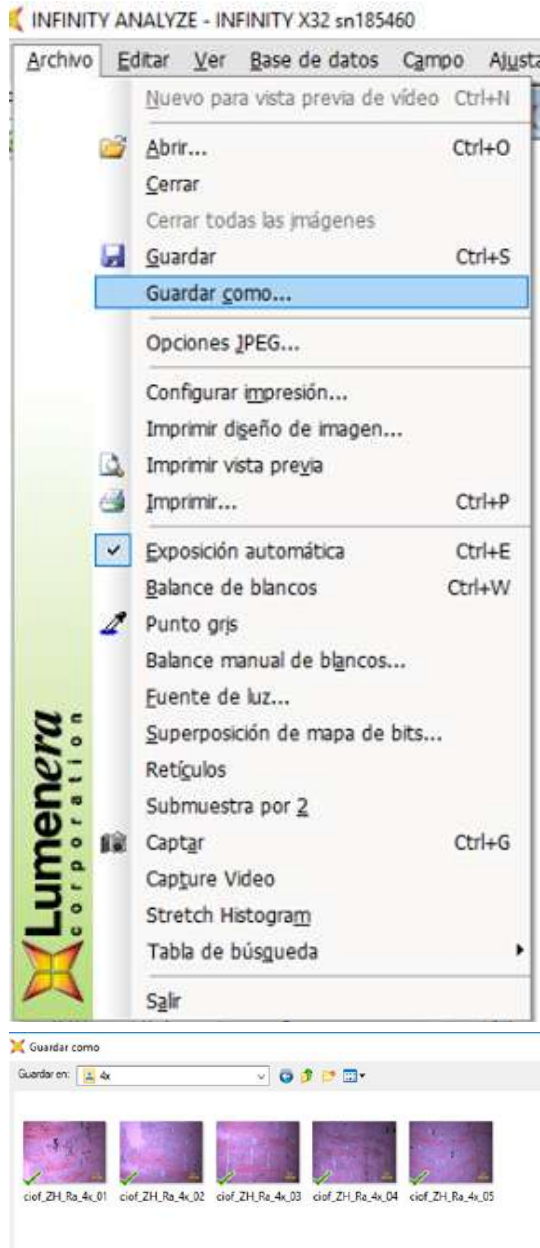 INFINITY ANALYZE - INFINITY X32 sn185460
Archivo Editar Ver Base de datos Campo Ajusta
Nuevo para vista previa de vídeo Ctrl+N
Abrir... Ctrl+O
Cerrar
Cerrar todas las imágenes
Guardar Ctrl+S
Guardar como...
Opciones JPEG...
Configurar impresión...
Imprimir diseño de imagen...
Imprimir vista previa
Imprimir... Ctrl+P
Exposición automática Ctrl+E
Balance de blancos Ctrl+W
Punto gris
Balance manual de blancos...
Fuente de luz...
Superposición de mapa de bits...
Retículos
Submuestra por 2
Captar Ctrl+G
Capture Video
Stretch Histogram
Tabla de búsqueda
Salir
Lumenera
corporation
Guardar como
Guardar en: 4x
ciof_ZH_Ra_4x_01 ciof_ZH_Ra_4x_02 ciof_ZH_Ra_4x_03 ciof_ZH_Ra_4x_04 ciof_ZH_Ra_4x_05